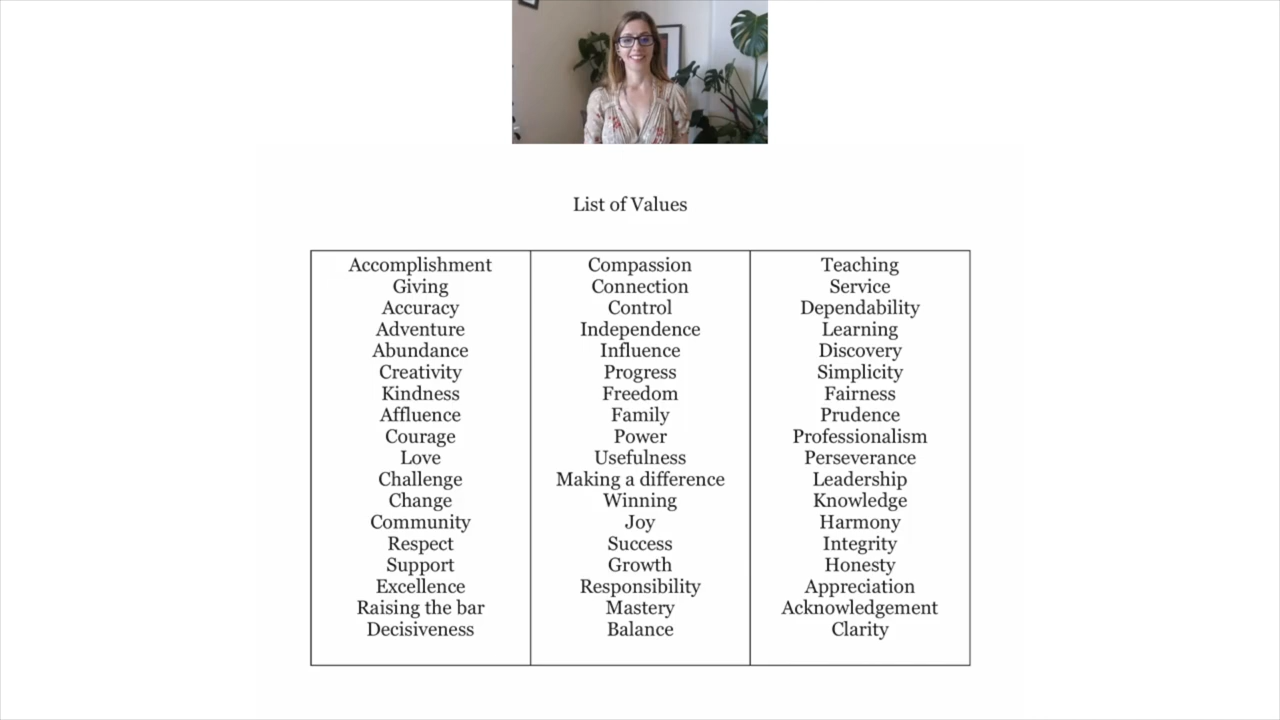 List of Values
Accomplishment
Giving
Accuracy
Adventure
Abundance
Creativity
Kindness
Affluence
Courage
Love
Challenge
Change
Community
Respect
Support
Excellence
Raising the bar
Decisiveness
Compassion
Connection
Control
Independence
Influence
Progress
Freedom
Family
Power
Usefulness
Making a difference
Winning
Joy
Success
Growth
Responsibility
Mastery
Balance
Teaching
Service
Dependability
Learning
Discovery
Simplicity
Fairness
Prudence
Professionalism
Perseverance
Leadership
Knowledge
Harmony
Integrity
Honesty
Appreciation
Acknowledgement
Clarity